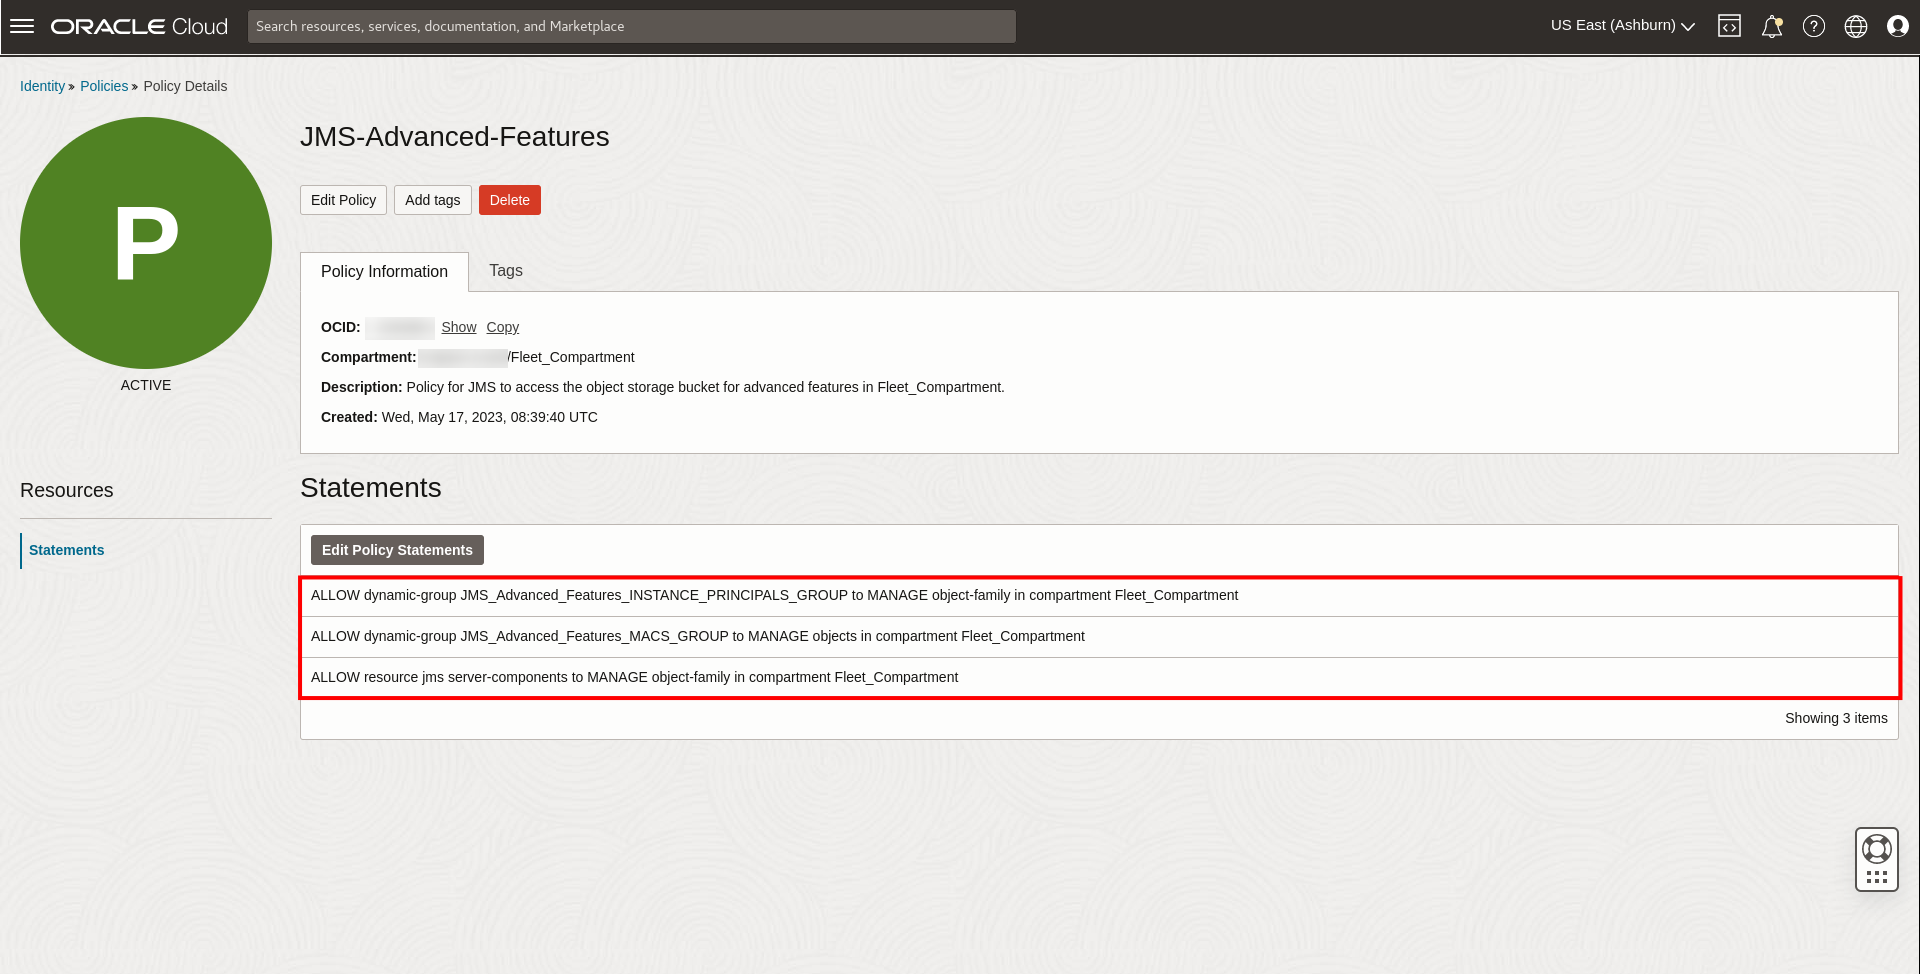 ORACLE Cloud
Search resources, services, documentation, and Marketplace
US East (Ashburn)
Identity » Policies » Policy Details
P
ACTIVE
JMS-Advanced-Features
Edit Policy
Add tags
Delete
Policy Information
Tags
OCID: Show Copy
Compartment: /Fleet_Compartment
Description: Policy for JMS to access the object storage bucket for advanced features in Fleet_Compartment.
Created: Wed, May 17, 2023, 08:39:40 UTC
Resources
Statements
Statements
Edit Policy Statements
ALLOW dynamic-group JMS_Advanced_Features_INSTANCE_PRINCIPALS_GROUP to MANAGE object-family in compartment Fleet_Compartment
ALLOW dynamic-group JMS_Advanced_Features_MACS_GROUP to MANAGE objects in compartment Fleet_Compartment
ALLOW resource jms server-components to MANAGE object-family in compartment Fleet_Compartment
Showing 3 items